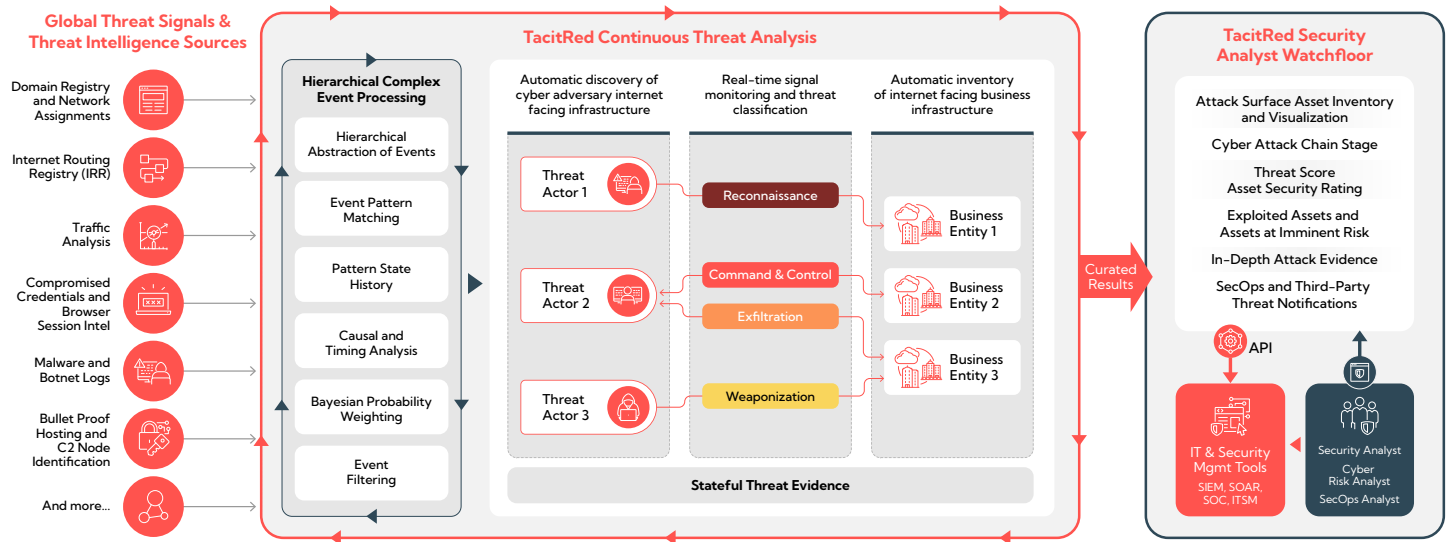 Global Threat Signals &
Threat Intelligence Sources
Domain Registry
and Network
Assignments
Internet Routing
Registry (IRR)
Traffic
Analysis
Compromised
Credentials and
Browser
Session Intel
Malware and
Botnet Logs
Bullet Proof
Hosting and
C2 Node
Identification
And more...
TacitRed Continuous Threat Analysis
Hierarchical Complex
Event Processing
Hierarchical
Abstraction of Events
Event Pattern
Matching
Pattern State
History
Causal and
Timing Analysis
Bayesian Probability
Weighting
Event
Filtering
Automatic discovery of
cyber adversary internet
facing infrastructure
Threat
Actor 1
Threat
Actor 2
Threat
Actor 3
Real-time signal
monitoring and threat
classification
Reconnaissance
Command & Control
Exfiltration
Weaponization
Automatic inventory
of internet facing business
infrastructure
Business
Entity 1
Business
Entity 2
Business
Entity 3
Stateful Threat Evidence
Curated
Results
TacitRed Security
Analyst Watchfloor
Attack Surface Asset Inventory
and Visualization
Cyber Attack Chain Stage
Threat Score
Asset Security Rating
Exploited Assets and
Assets at Imminent Risk
In-Depth Attack Evidence
SecOps and Third-Party
Threat Notifications
API
IT & Security
Mgmt Tools
SIEM, SOAR,
SOC, ITSM
Security Analyst
Cyber
Risk Analyst
SecOps Analyst